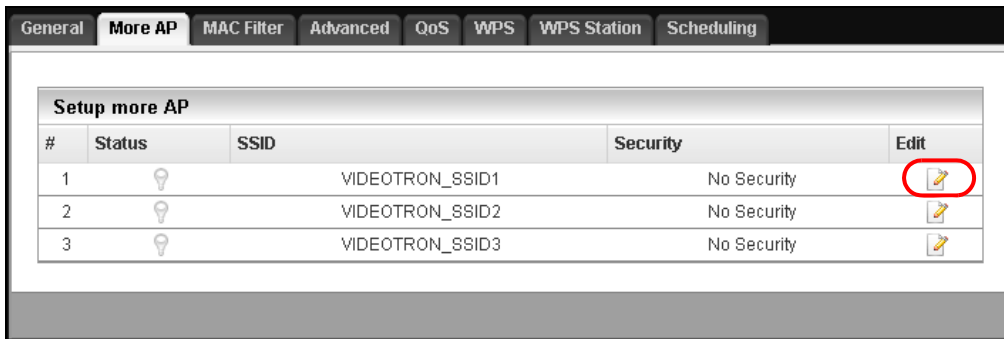 General More AP MAC Filter Advanced QoS WPS WPS Station Scheduling
Setup more AP
# Status SSID Security Edit
1 VIDEOTRON_SSID1 No Security
2 VIDEOTRON_SSID2 No Security
3 VIDEOTRON_SSID3 No Security